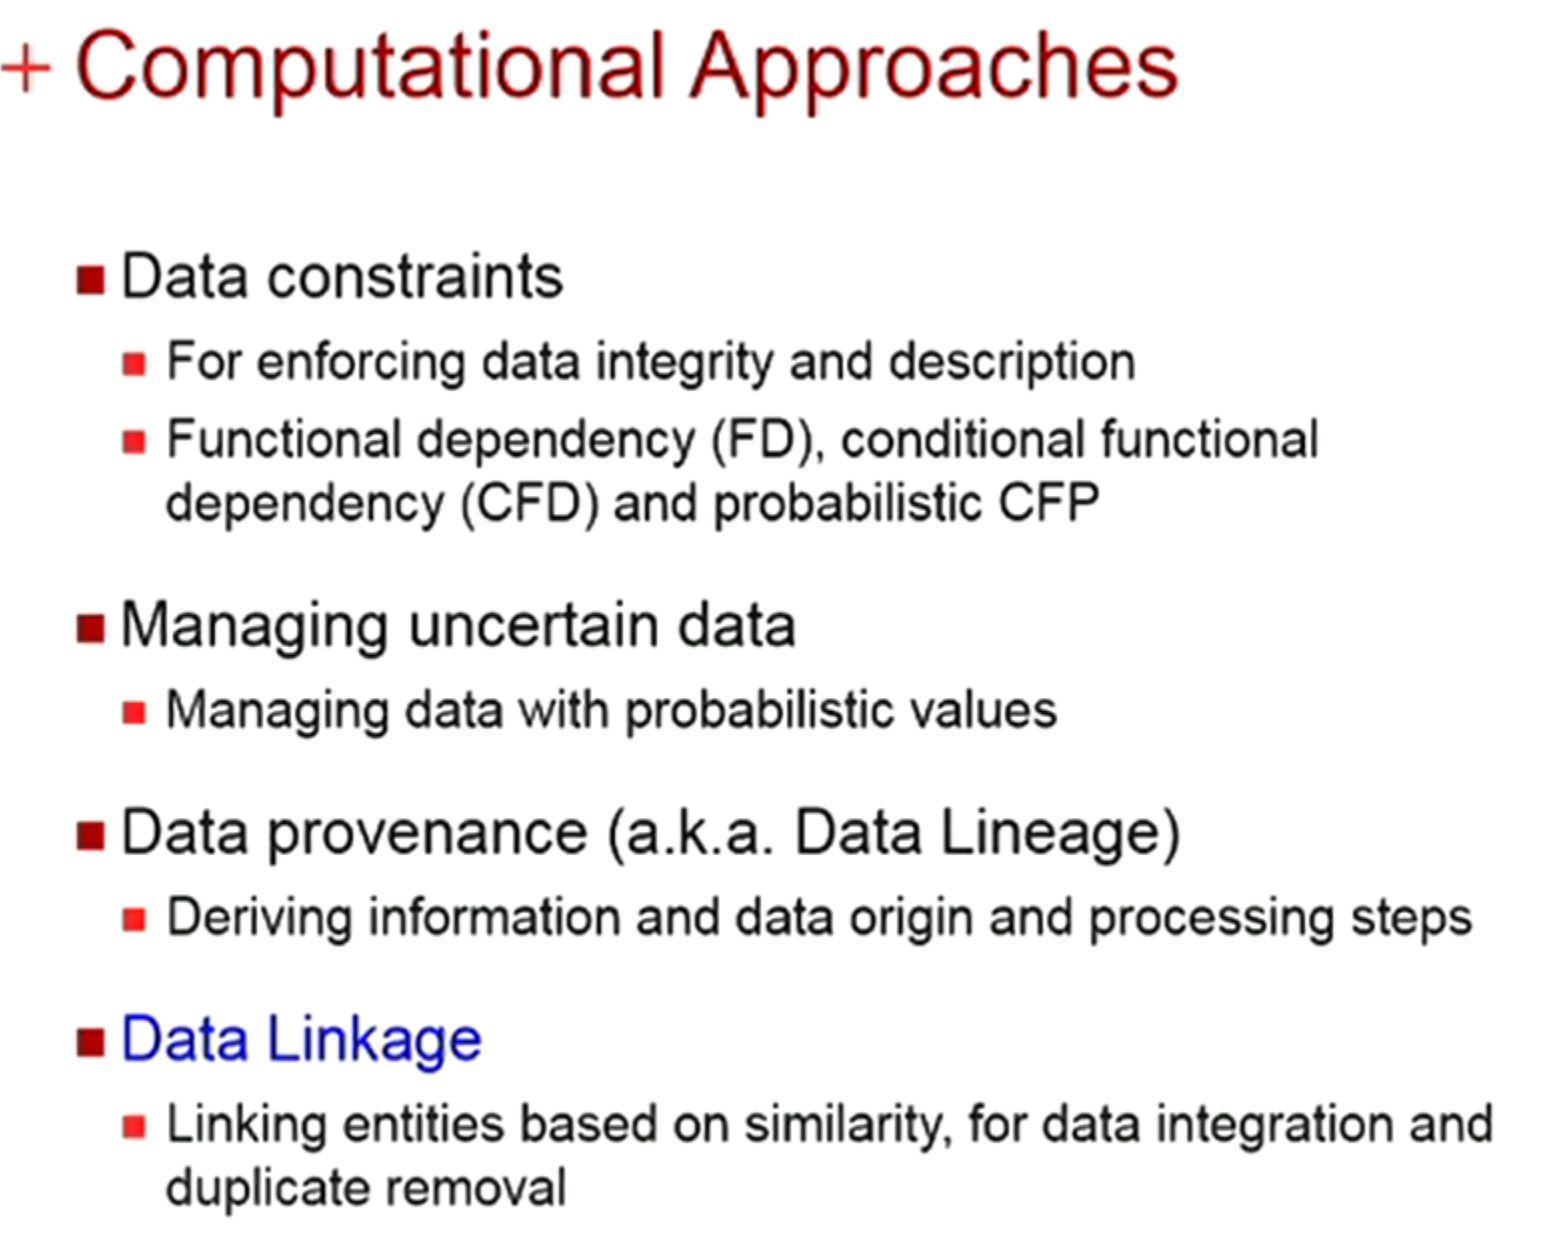 + Computational Approaches
Data constraints
For enforcing data integrity and description
Functional dependency (FD), conditional functional
dependency (CFD) and probabilistic CFP
Managing uncertain data
Managing data with probabilistic values
Data provenance (a.k.a. Data Lineage)
Deriving information and data origin and processing steps
Data Linkage
Linking entities based on similarity, for data integration and
duplicate removal